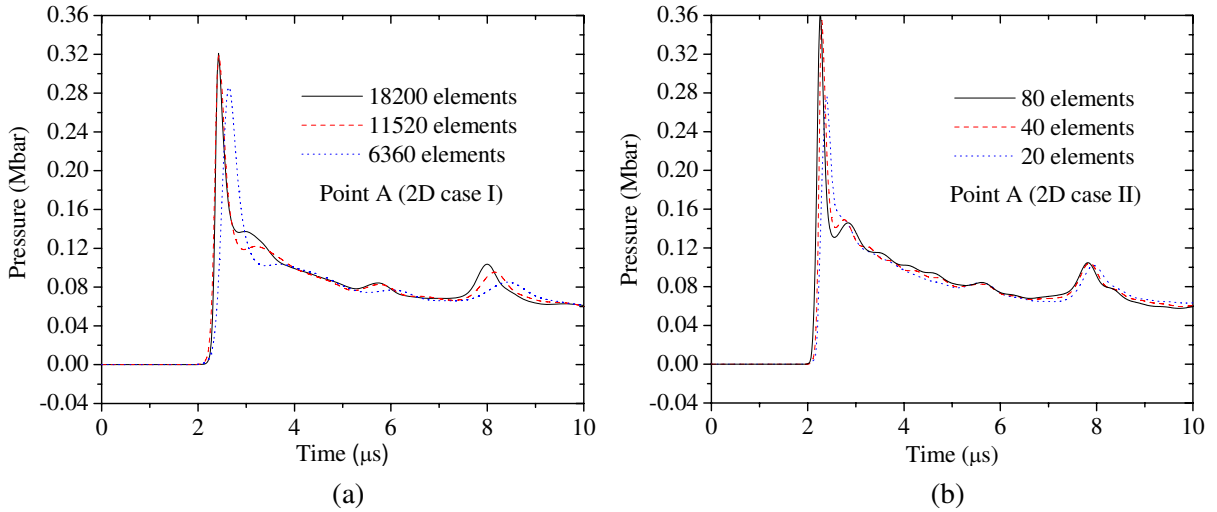 0.36
0.32
0.28
0.24
0.20
0.16
0.12
0.08
0.04
0.00
-0.04
Pressure (Mbar)
18200 elements
11520 elements
6360 elements
Point A (2D case I)
0 2 4 6 8 10
Time (μs)
(a)
0.36
0.32
0.28
0.24
0.20
0.16
0.12
0.08
0.04
0.00
-0.04
Pressure (Mbar)
80 elements
40 elements
20 elements
Point A (2D case II)
0 2 4 6 8 10
Time (μs)
(b)